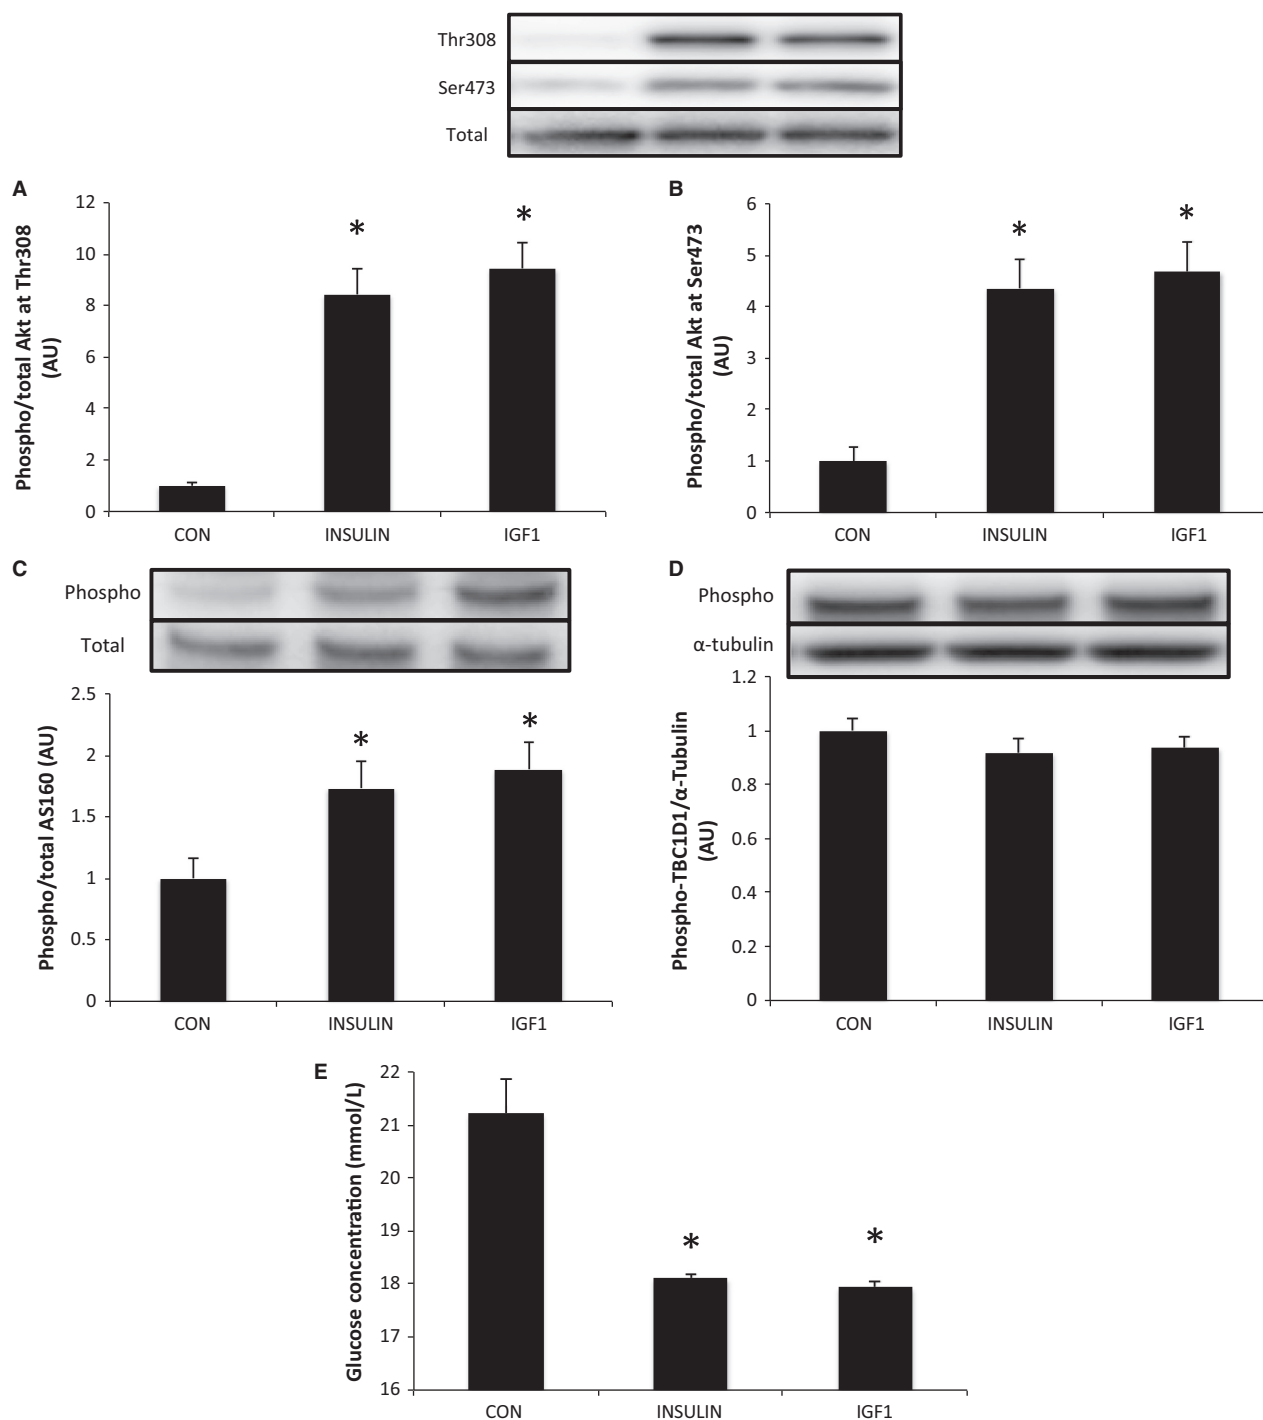 Thr308
Ser473
Total
A
Phospho/total Akt at Thr308
(AU)
12
10
8
6
4
2
0
*
*
CON INSULIN IGF1
B
Phospho/total Akt at Ser473
(AU)
6
5
4
3
2
1
0
*
*
CON INSULIN IGF1
C
Phospho
Total
Phospho/total AS160 (AU)
2.5
2
1.5
1
0.5
0
*
*
CON INSULIN IGF1
D
Phospho
α-tubulin
Phospho-TBC1D1/α-Tubulin
(AU)
1.2
1
0.8
0.6
0.4
0.2
0
CON INSULIN IGF1
E
Glucose concentration (mmol/L)
22
21
20
19
18
17
16
*
*
CON INSULIN IGF1